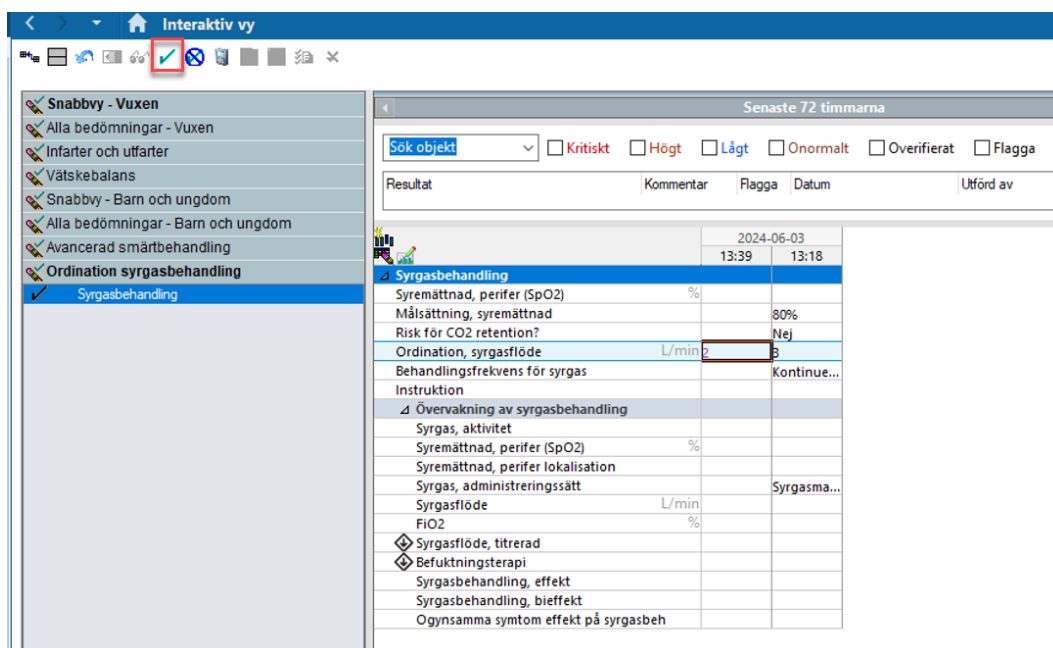 Interaktiv vy
Snabbvy - Vuxen
Alla bedömningar - Vuxen
Infarter och utfarter
Vätskebalans
Snabbvy - Barn och ungdom
Alla bedömningar - Barn och ungdom
Avancerad smärtbehandling
Ordination syrgasbehandling
Syrgasbehandling
Senaste 72 timmarna
Sök objekt Kritiskt Högt Lågt Onormalt Overifierat Flagga
Resultat Kommentar Flagga Datum Utförd av
2024-06-03
13:39 13:18
Syrgasbehandling
Syremättnad, perifer (SpO2) %
Målsättning, syremättnad 80%
Risk för CO2 retention? Nej
Ordination, syrgasflöde L/min 2 3
Behandlingsfrekvens för syrgas Kontinue...
Instruktion
Övervakning av syrgasbehandling
Syrgas, aktivitet
Syremättnad, perifer (SpO2) %
Syremättnad, perifer lokalisation
Syrgas, administreringssätt Syrgasma...
Syrgasflöde L/min
FiO2 %
Syrgasflöde, titrerad
Befuktningsterapi
Syrgasbehandling, effekt
Syrgasbehandling, bieffekt
Ogynsamma symtom effekt på syrgasbeh